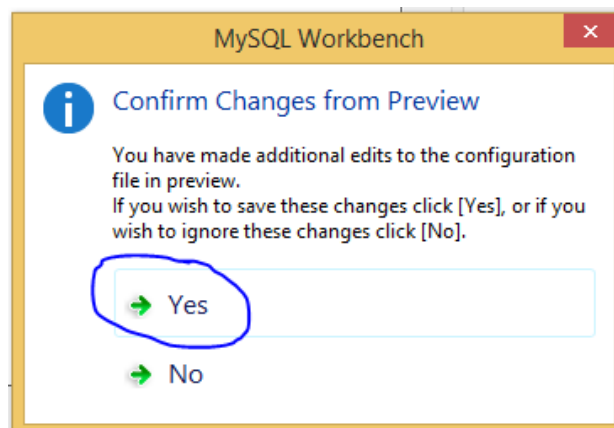 MySQL Workbench
Confirm Changes from Preview
You have made additional edits to the configuration
file in preview.
If you wish to save these changes click [Yes], or if you
wish to ignore these changes click [No].
Yes
No